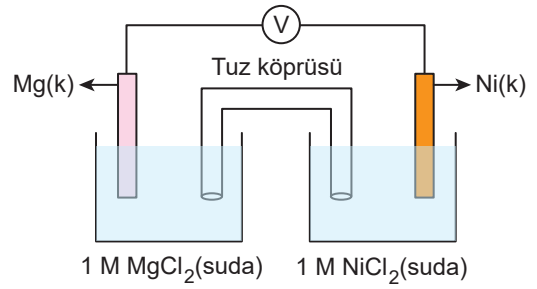 V
Tuz köprüsü
Mg(k)
Ni(k)
1 M MgCl2(suda)
1 M NiCl2(suda)